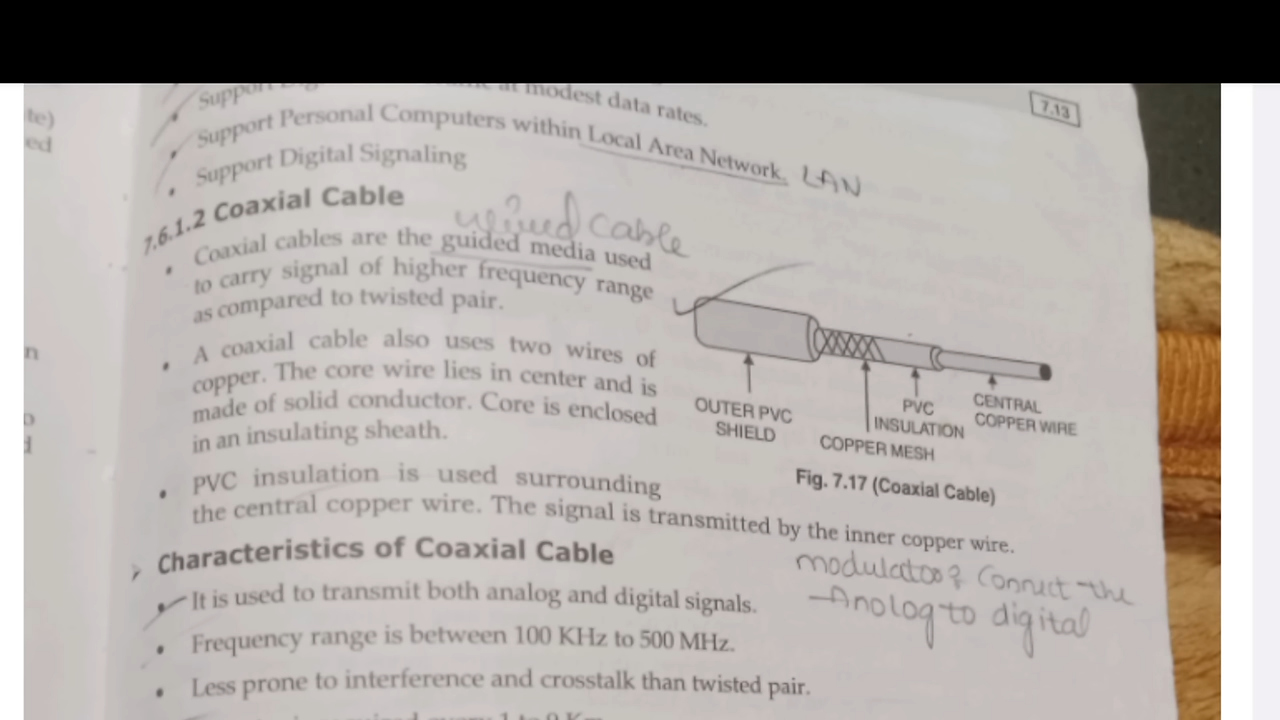 te)
ed
n
7.13
Support
at modest data rates.
Support Personal Computers within Local Area Network. LAN
Support Digital Signaling
7.6.1.2 Coaxial Cable
wired cable
Coaxial cables are the guided media used
to carry signal of higher frequency range
as compared to twisted pair.
A coaxial cable also uses two wires of
copper. The core wire lies in center and is
made of solid conductor. Core is enclosed
in an insulating sheath.
OUTER PVC
SHIELD
COPPER MESH
PVC
INSULATION
CENTRAL
COPPER WIRE
Fig. 7.17 (Coaxial Cable)
PVC insulation is used surrounding
the central copper wire. The signal is transmitted by the inner copper wire.
Characteristics of Coaxial Cable
modulator Connect the
Anolog to digital
It is used to transmit both analog and digital signals.
Frequency range is between 100 KHz to 500 MHz.
Less prone to interference and crosstalk than twisted pair.